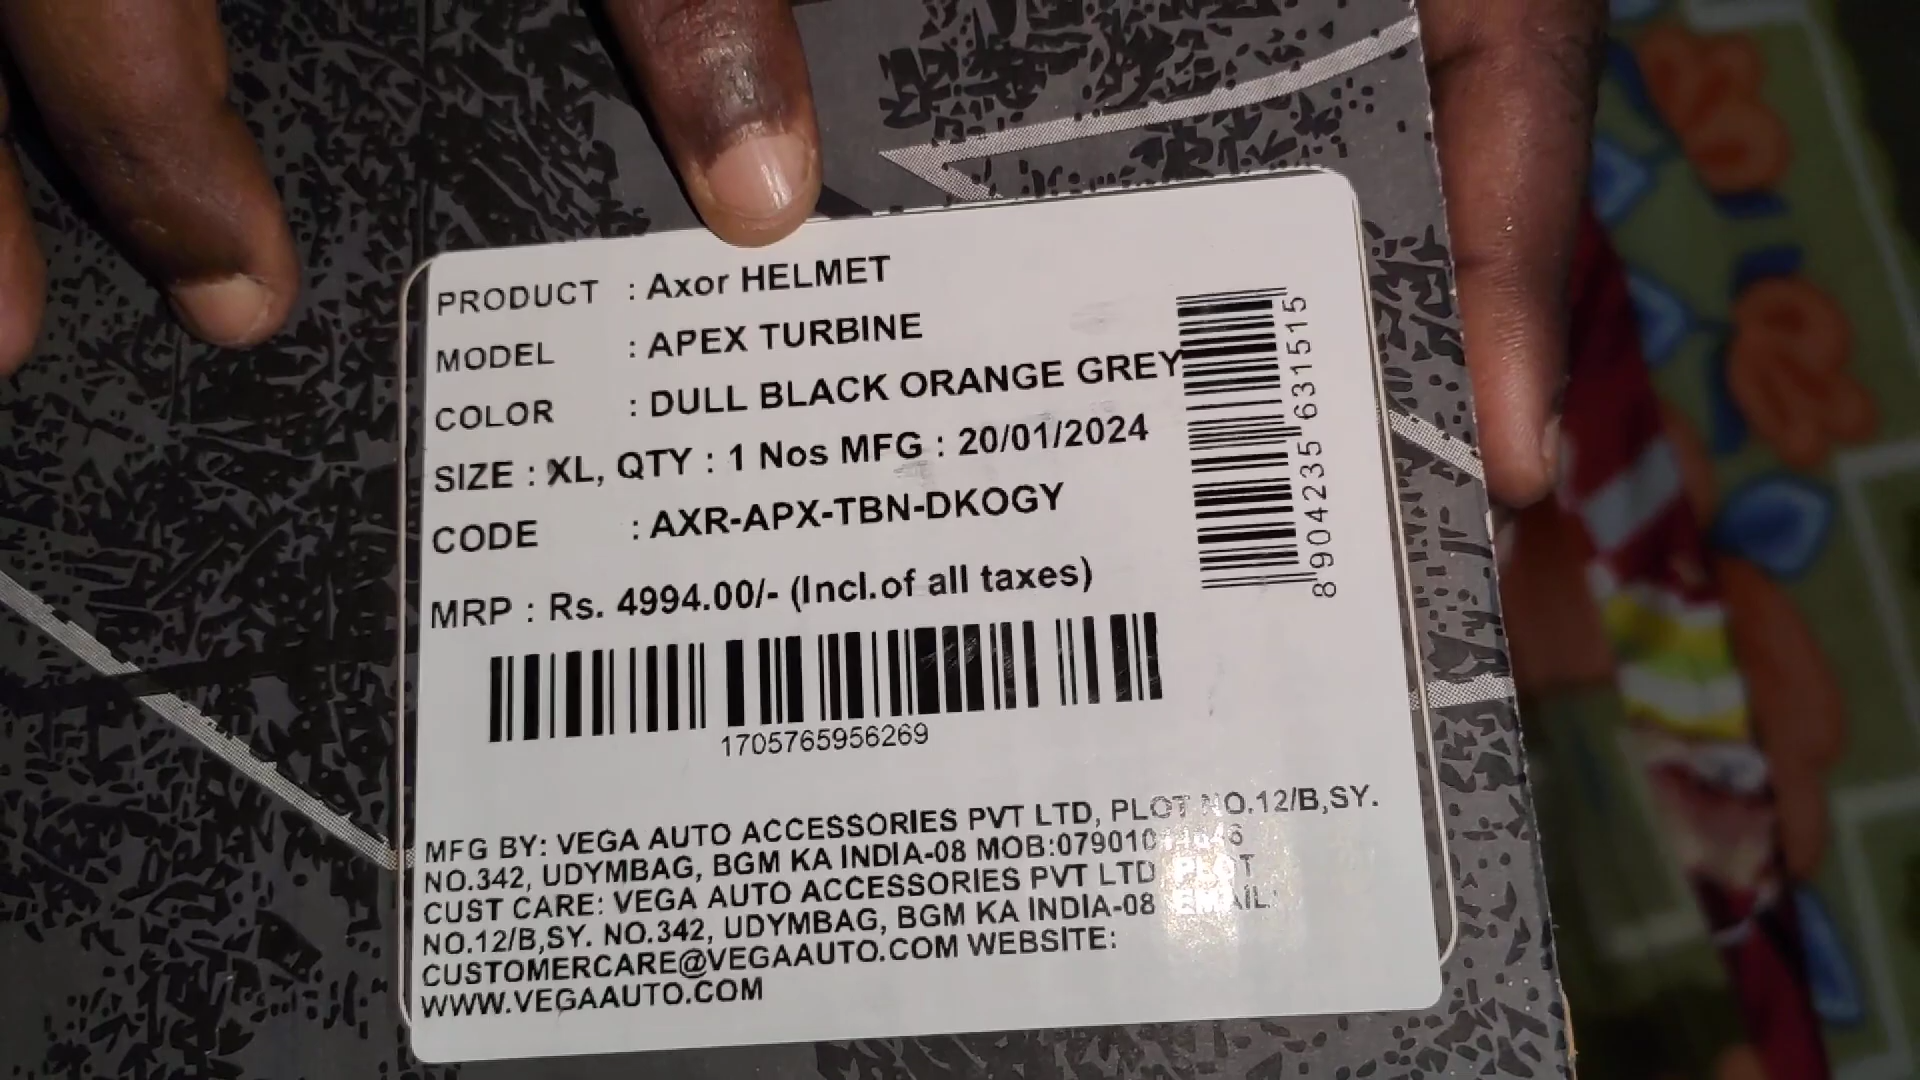 PRODUCT : Axor HELMET
MODEL : APEX TURBINE
COLOR : DULL BLACK ORANGE GREY
SIZE : XL, QTY : 1 Nos MFG : 20/01/2024
CODE : AXR-APX-TBN-DKOGY
MRP : Rs. 4994.00/- (Incl.of all taxes)
1705765956269
8904235 631515
MFG BY: VEGA AUTO ACCESSORIES PVT LTD, PLOT NO.12/B,SY.
NO.342, UDYMBAG, BGM KA INDIA-08 MOB:
CUST CARE: VEGA AUTO ACCESSORIES PVT LTD PLOT
NO.12/B,SY. NO.342, UDYMBAG, BGM KA INDIA-08 EMAIL:
CUSTOMERCARE@VEGAAUTO.COM WEBSITE:
WWW.VEGAAUTO.COM